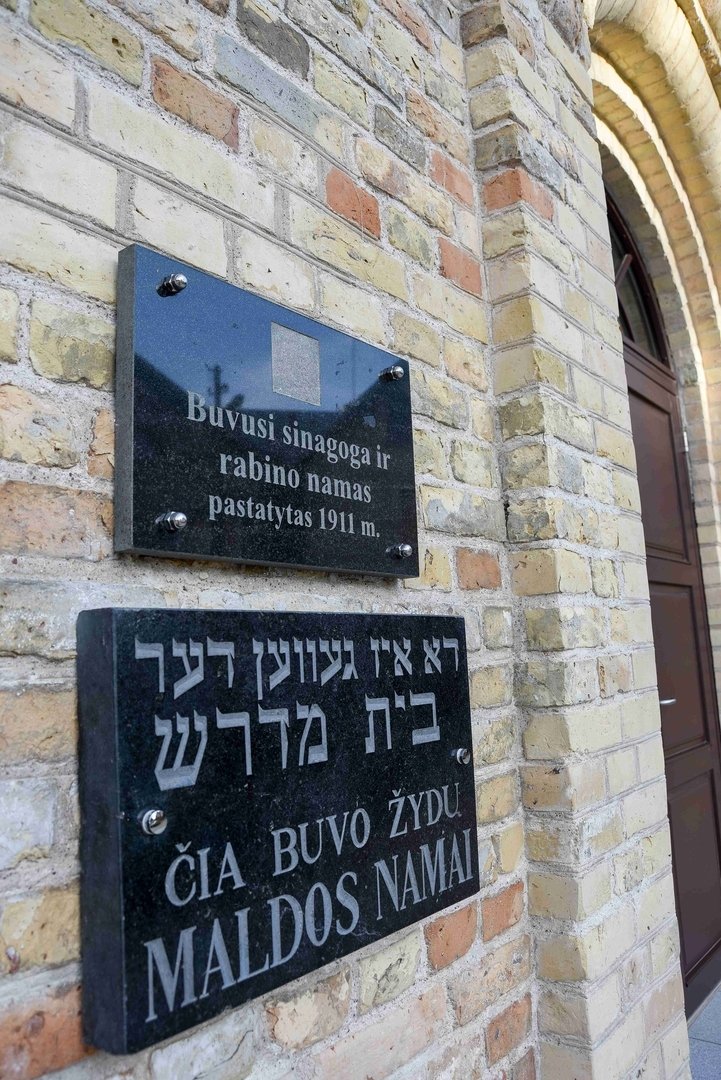 Buvusi sinagoga ir
rabino namas
pastatytas 1911 m.
דא איז געווען דער
בית מדרש
ČIA BUVO ŽYDŲ
MALDOS NAMAI